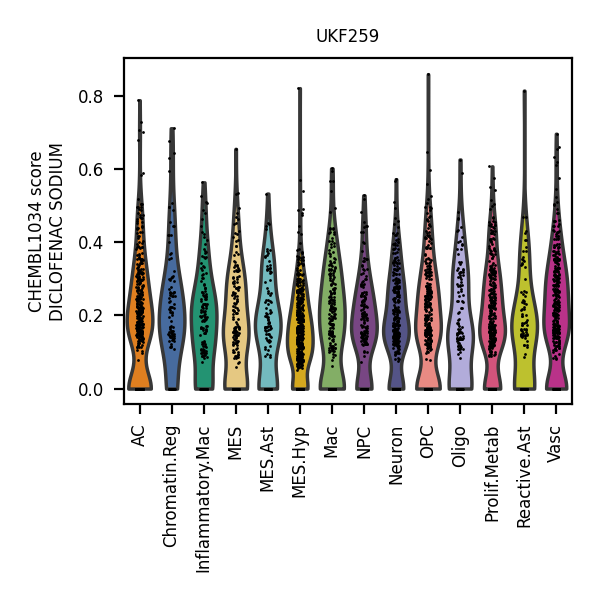 UKF259
CHEMBL1034 score
DICLOFENAC SODIUM
0.8
0.6
0.4
0.2
0.0
AC
Chromatin.Reg
Inflammatory.Mac
MES
MES.Ast
MES.Hyp
Mac
NPC
Neuron
OPC
Oligo
Prolif.Metab
Reactive.Ast
Vasc